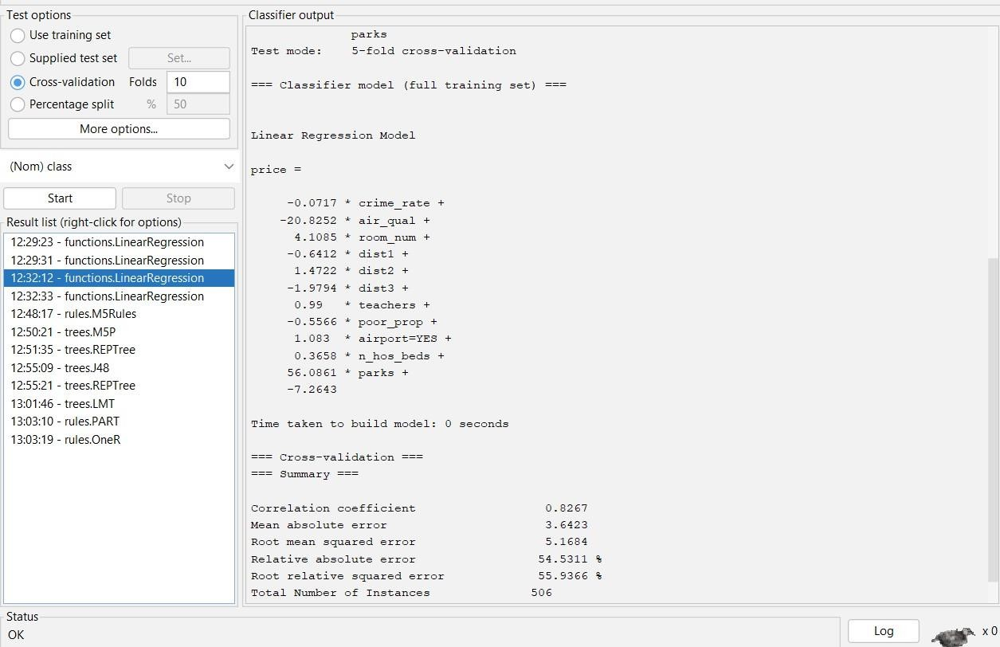 Test options
Use training set
Supplied test set Set...
Cross-validation Folds 10
Percentage split % 50
More options...
(Nom) class
Start Stop
Result list (right-click for options)
12:29:23 - functions.LinearRegression
12:29:31 - functions.LinearRegression
12:32:12 - functions.LinearRegression
12:32:33 - functions.LinearRegression
12:48:17 - rules.M5Rules
12:50:21 - trees.M5P
12:51:35 - trees.REPTree
12:55:09 - trees.J48
12:55:21 - trees.REPTree
13:01:46 - trees.LMT
13:03:10 - rules.PART
13:03:19 - rules.OneR
Classifier output
parks
Test mode: 5-fold cross-validation
=== Classifier model (full training set) ===
Linear Regression Model
price =
-0.0717 * crime_rate +
-20.8252 * air_qual +
4.1085 * room_num +
-0.6412 * dist1 +
1.4722 * dist2 +
-1.9794 * dist3 +
0.99 * teachers +
-0.5566 * poor_prop +
1.083 * airport=YES +
0.3658 * n_hos_beds +
56.0861 * parks +
-7.2643
Time taken to build model: 0 seconds
=== Cross-validation ===
=== Summary ===
Correlation coefficient 0.8267
Mean absolute error 3.6423
Root mean squared error 5.1684
Relative absolute error 54.5311 %
Root relative squared error 55.9366 %
Total Number of Instances 506
Status
OK
Log
x 0